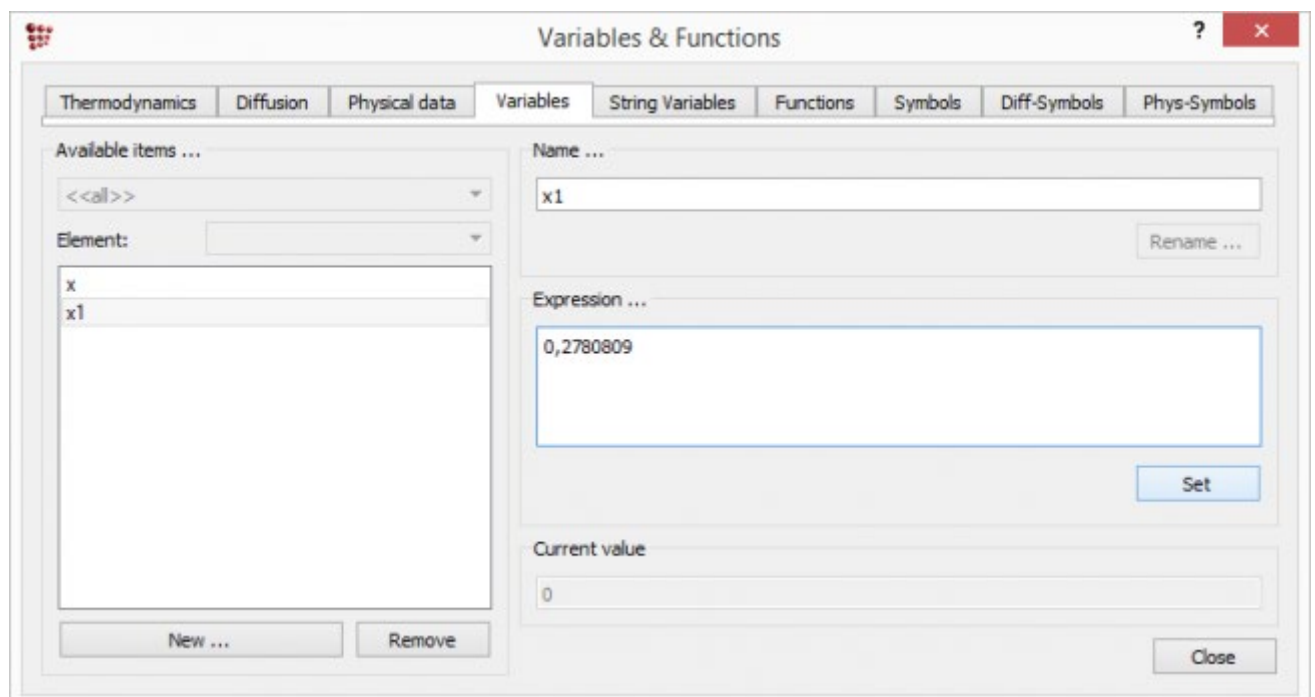 Variables & Functions
?
Thermodynamics Diffusion Physical data Variables String Variables Functions Symbols Diff-Symbols Phys-Symbols
Available items ...
<<all>>
Element:
x
x1
New ...
Remove
Name ...
x1
Rename ...
Expression ...
0,2780809
Set
Current value
0
Close